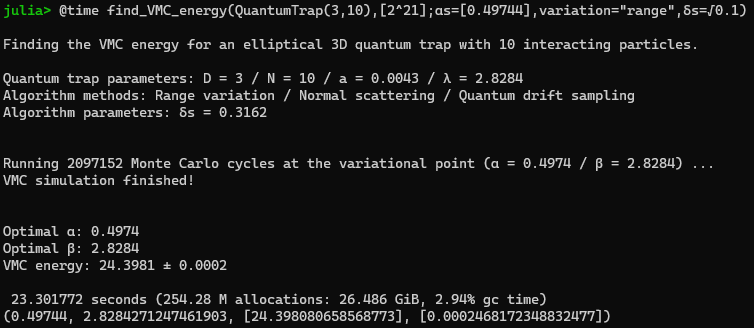 julia> @time find_VMC_energy(QuantumTrap(3,10),[2^21];αs=[0.49744],variation="range",δs=√0.1)
Finding the VMC energy for an elliptical 3D quantum trap with 10 interacting particles.
Quantum trap parameters: D = 3 / N = 10 / a = 0.0043 / λ = 2.8284
Algorithm methods: Range variation / Normal scattering / Quantum drift sampling
Algorithm parameters: δs = 0.3162
Running 2097152 Monte Carlo cycles at the variational point (α = 0.4974 / β = 2.8284) ...
VMC simulation finished!
Optimal α: 0.4974
Optimal β: 2.8284
VMC energy: 24.3981 ± 0.0002
23.301772 seconds (254.28 M allocations: 26.486 GiB, 2.94% gc time)
(0.49744, 2.8284271247461903, [24.398080658568773], [0.0002468172348832477])